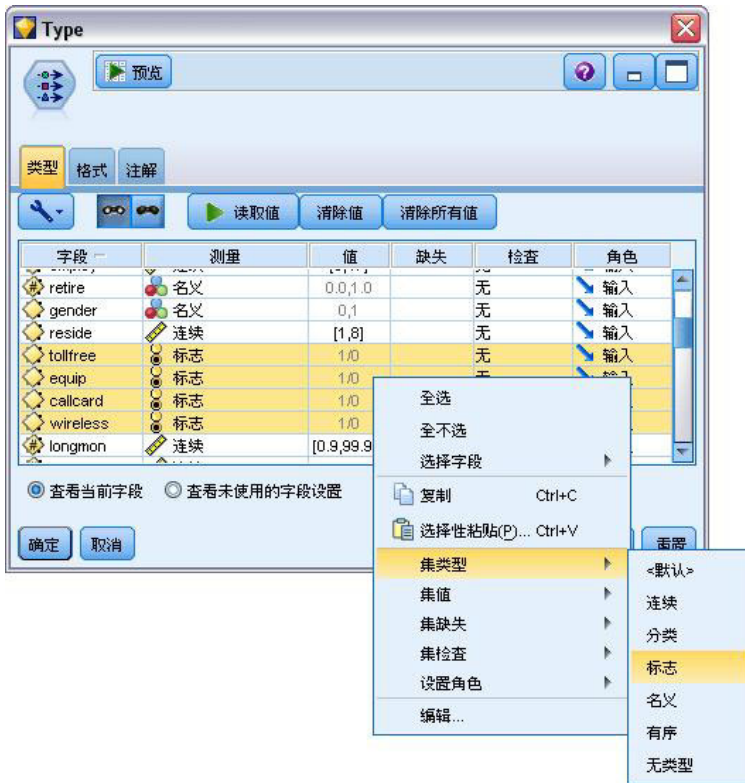 Type
预览
类型 格式 注解
读取值 清除值 清除所有值
字段 测量 值 缺失 检查 角色
retire 名义 0.0,1.0 无 输入
gender 名义 0,1 无 输入
reside 连续 [1,8] 无 输入
tollfree 标志 1/0 无 输入
equip 标志 1/0
callcard 标志 1/0
wireless 标志 1/0
longmon 连续 [0.9,99.9
查看当前字段 查看未使用的字段设置
确定 取消 重置
全选
全不选
选择字段
复制 Ctrl+C
选择性粘贴(P)... Ctrl+V
集类型
集值
集缺失
集检查
设置角色
编辑...
<默认>
连续
分类
标志
名义
有序
无类型